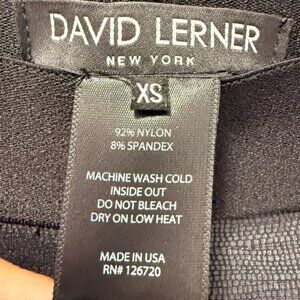 DAVID LERNER
NEW YORK
XS
92% NYLON
8% SPANDEX
MACHINE WASH COLD
INSIDE OUT
DO NOT BLEACH
DRY ON LOW HEAT
MADE IN USA
RN# 126720